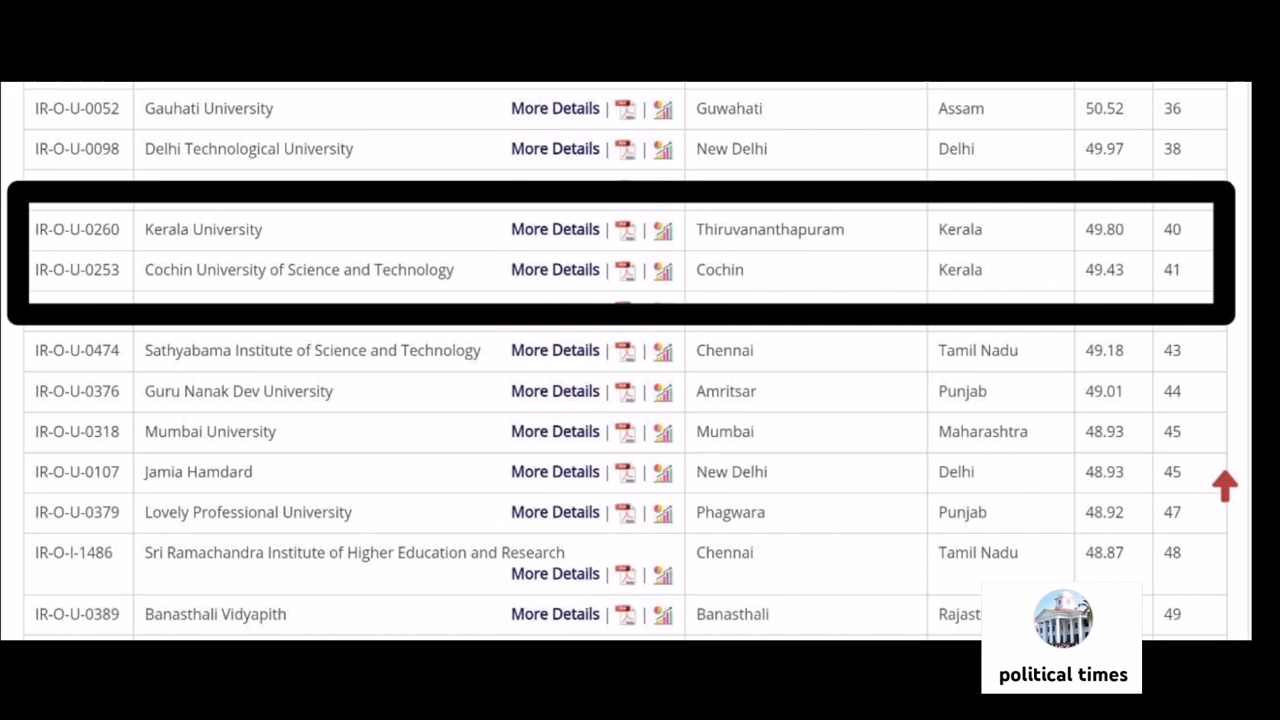 IR-O-U-0052 Gauhati University More Details | | Guwahati Assam 50.52 36
IR-O-U-0098 Delhi Technological University More Details | | New Delhi Delhi 49.97 38
IR-O-U-0260 Kerala University More Details | | Thiruvananthapuram Kerala 49.80 40
IR-O-U-0253 Cochin University of Science and Technology More Details | | Cochin Kerala 49.43 41
IR-O-U-0474 Sathyabama Institute of Science and Technology More Details | | Chennai Tamil Nadu 49.18 43
IR-O-U-0376 Guru Nanak Dev University More Details | | Amritsar Punjab 49.01 44
IR-O-U-0318 Mumbai University More Details | | Mumbai Maharashtra 48.93 45
IR-O-U-0107 Jamia Hamdard More Details | | New Delhi Delhi 48.93 45
IR-O-U-0379 Lovely Professional University More Details | | Phagwara Punjab 48.92 47
IR-O-I-1486 Sri Ramachandra Institute of Higher Education and Research Chennai Tamil Nadu 48.87 48
More Details | |
IR-O-U-0389 Banasthali Vidyapith More Details | | Banasthali Rajast 49
political times